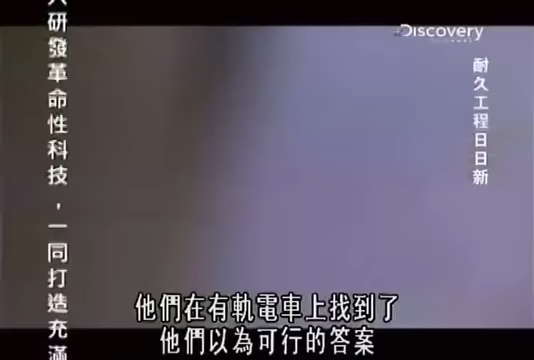 研發革命性科技，一同打造充滿
Discovery
CHANNEL
耐久工程日日新
他們在有軌電車上找到了
他們以為可行的答案